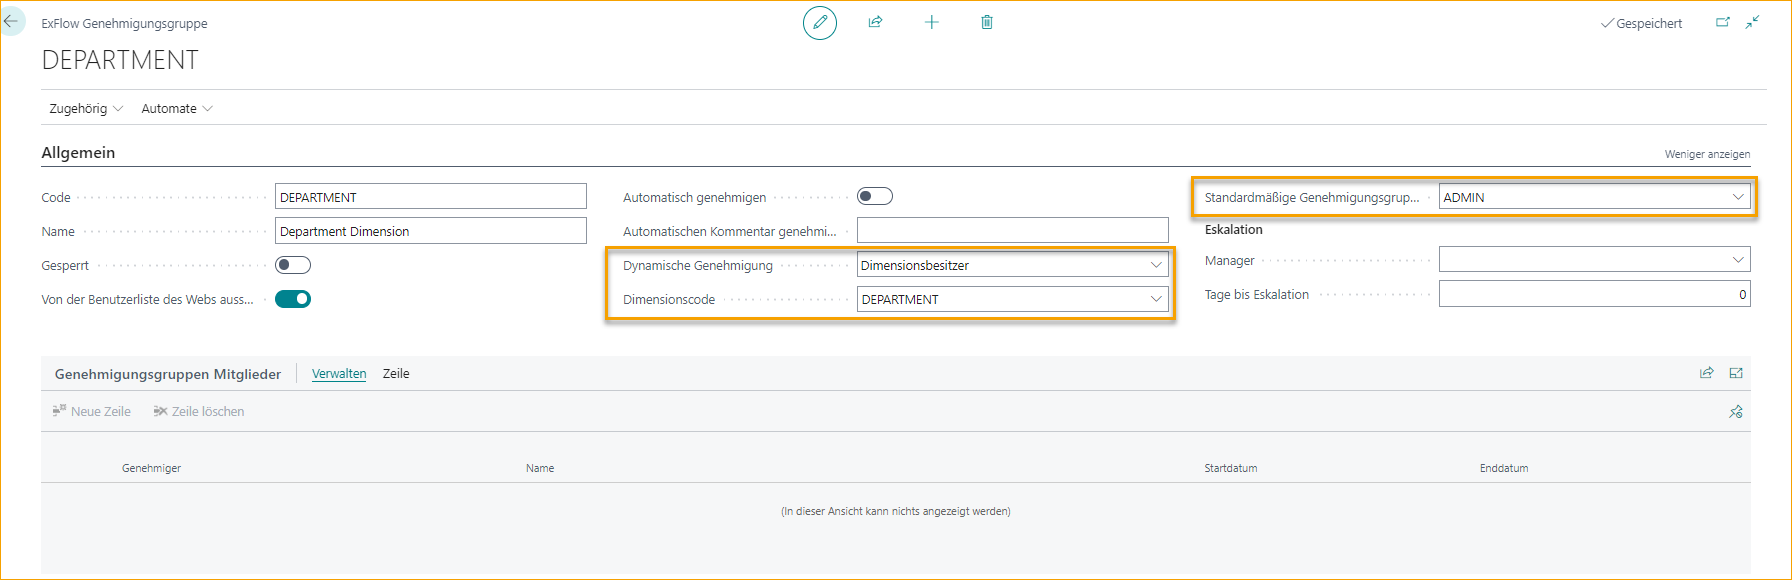 ExFlow Genehmigungsgruppe
Gespeichert
DEPARTMENT
Zugehörig Automate
Allgemein
Weniger anzeigen
Code DEPARTMENT
Name Department Dimension
Gesperrt
Von der Benutzerliste des Webs auss...
Automatisch genehmigen
Automatischen Kommentar genehmi...
Dynamische Genehmigung Dimensionsbesitzer
Dimensionscode DEPARTMENT
Standardmäßige Genehmigungsgrup... ADMIN
Eskalation
Manager
Tage bis Eskalation 0
Genehmigungsgruppen Mitglieder Verwalten Zeile
Neue Zeile Zeile löschen
Genehmiger Name Startdatum Enddatum
(In dieser Ansicht kann nichts angezeigt werden)